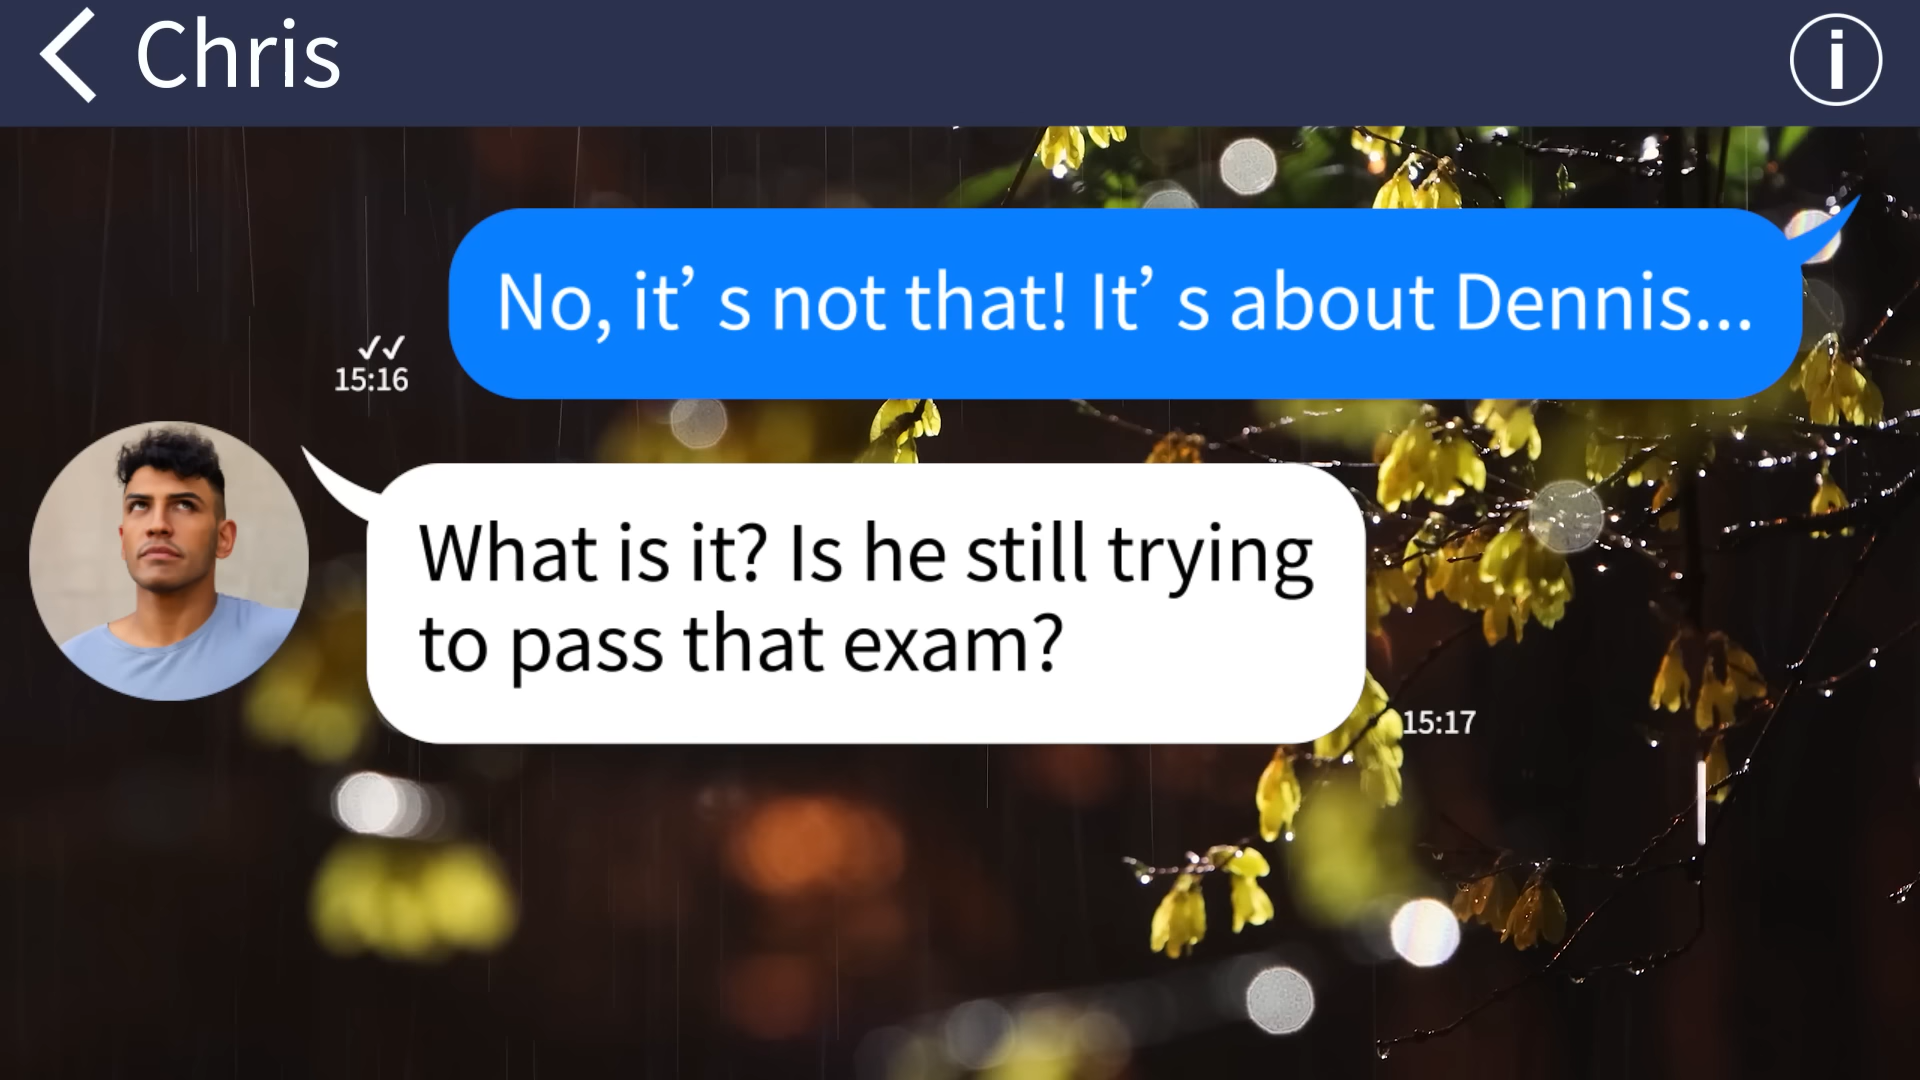 Chris
No, it’s not that! It’s about Dennis...
15:16
What is it? Is he still trying
to pass that exam?
15:17